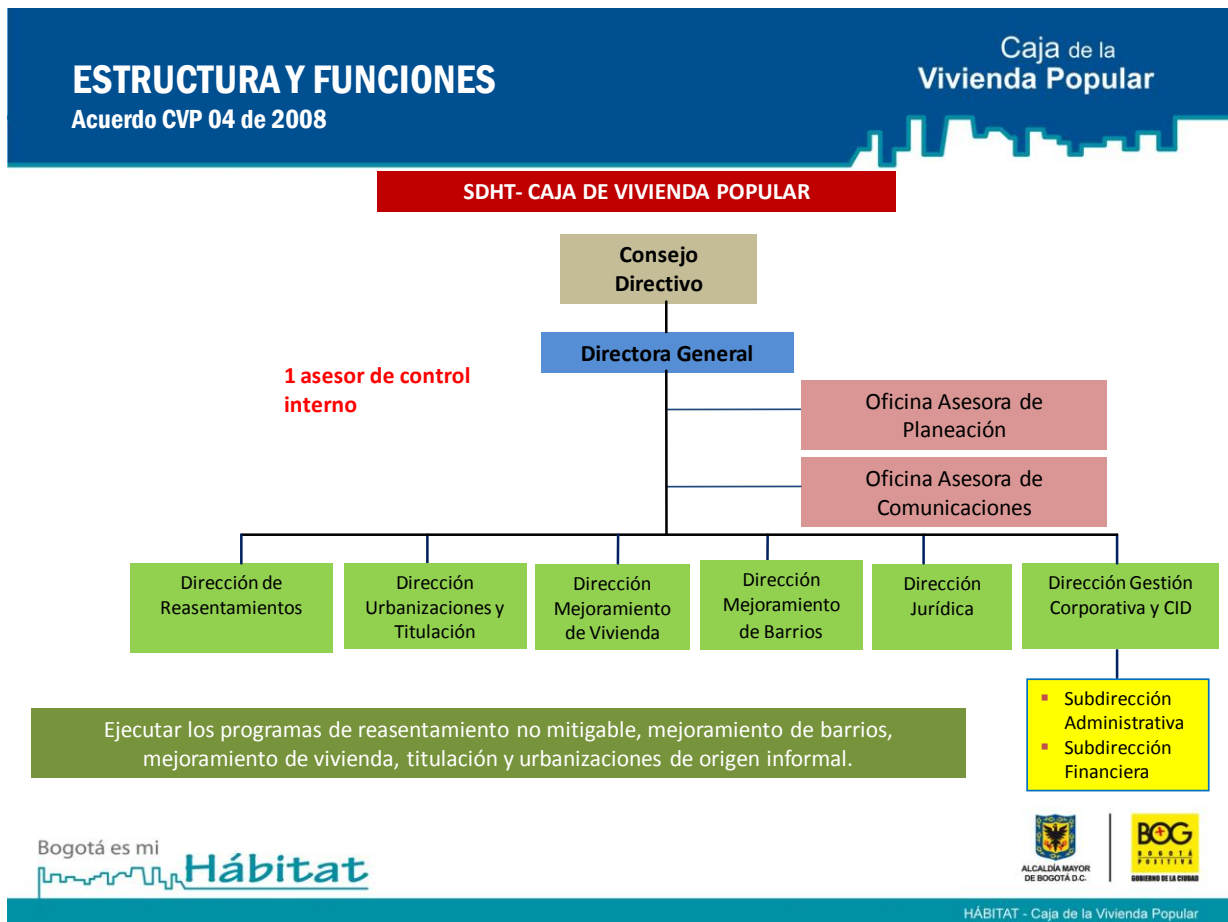 ESTRUCTURA Y FUNCIONES
Acuerdo CVP 04 de 2008
Caja de la
Vivienda Popular
SDHT- CAJA DE VIVIENDA POPULAR
Consejo
Directivo
Directora General
1 asesor de control
interno
Oficina Asesora de
Planeación
Oficina Asesora de
Comunicaciones
Dirección de
Reasentamientos
Dirección
Urbanizaciones y
Titulación
Dirección
Mejoramiento
de Vivienda
Dirección
Mejoramiento
de Barrios
Dirección
Jurídica
Dirección Gestión
Corporativa y CID
▪ Subdirección
Administrativa
▪ Subdirección
Financiera
Ejecutar los programas de reasentamiento no mitigable, mejoramiento de barrios,
mejoramiento de vivienda, titulación y urbanizaciones de origen informal.
Bogotá es mi
Hábitat
ALCALDÍA MAYOR
DE BOGOTÁ D.C.
BOG
BOGOTÁ
POSITIVA
GOBIERNO DE LA CIUDAD
HÁBITAT - Caja de la Vivienda Popular